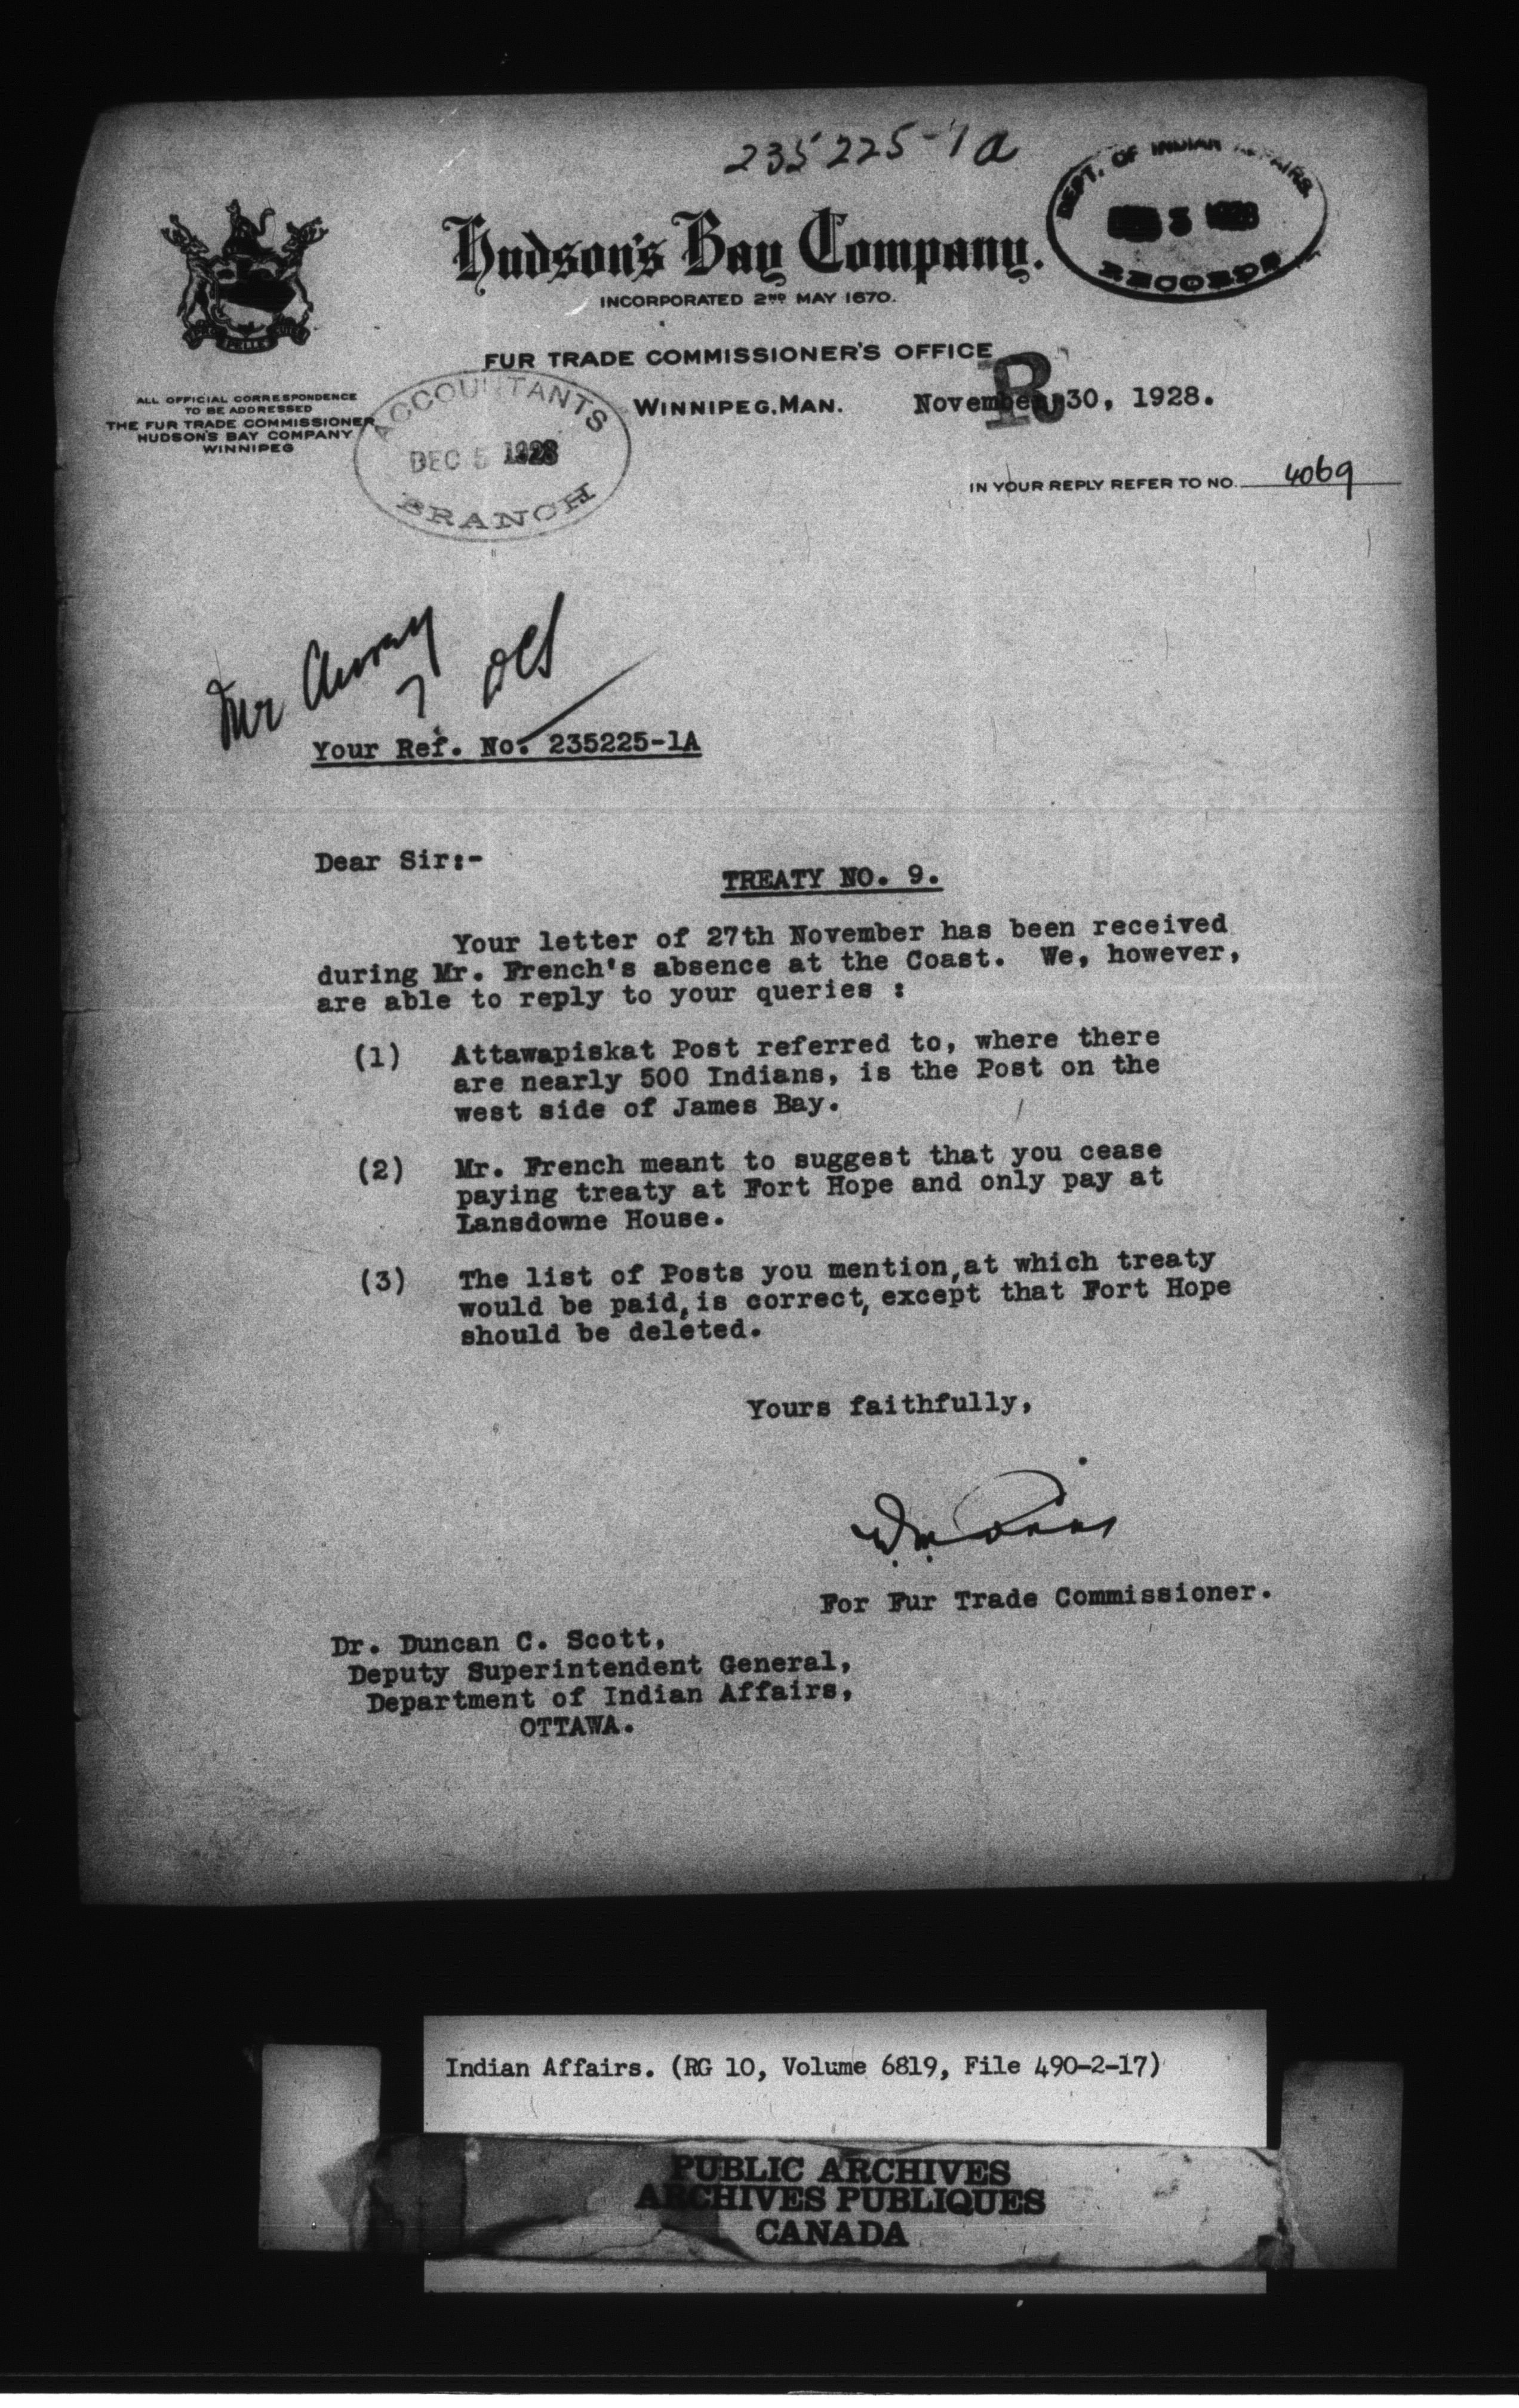 235225-1a
DEPT. OF INDIAN AFFAIRS.
3
RECORDS
Hudson's Bay Company.
INCORPORATED 2ND MAY 1670.
PELLE
FUR TRADE COMMISSIONER'S OFFICE
R
ALL OFFICIAL CORRESPONDENCE
TO BE ADDRESSED
THE FUR TRADE COMMISSIONER
HUDSON'S BAY COMPANY
WINNIPEG
ACCOUNTANTS
DEC 5 1928
BRANCH
WINNIPEG, MAN. November 30, 1928.
IN YOUR REPLY REFER TO NO. 4069
Mr
Your Ref. No. 235225-1A
Dear Sir:-
TREATY NO. 9.
Your letter of 27th November has been received
during Mr. French's absence at the Coast. We, however,
are able to reply to your queries :
(1) Attawapiskat Post referred to, where there
are nearly 500 Indians, is the Post on the
west side of James Bay.
(2) Mr. French meant to suggest that you cease
paying treaty at Fort Hope and only pay at
Lansdowne House.
(3) The list of Posts you mention, at which treaty
would be paid, is correct, except that Fort Hope
should be deleted.
Yours faithfully,
For Fur Trade Commissioner.
Dr. Duncan C. Scott,
Deputy Superintendent General,
Department of Indian Affairs,
OTTAWA.
Indian Affairs. (RG 10, Volume 6819, File 490-2-17)
PUBLIC ARCHIVES
ARCHIVES PUBLIQUES
CANADA